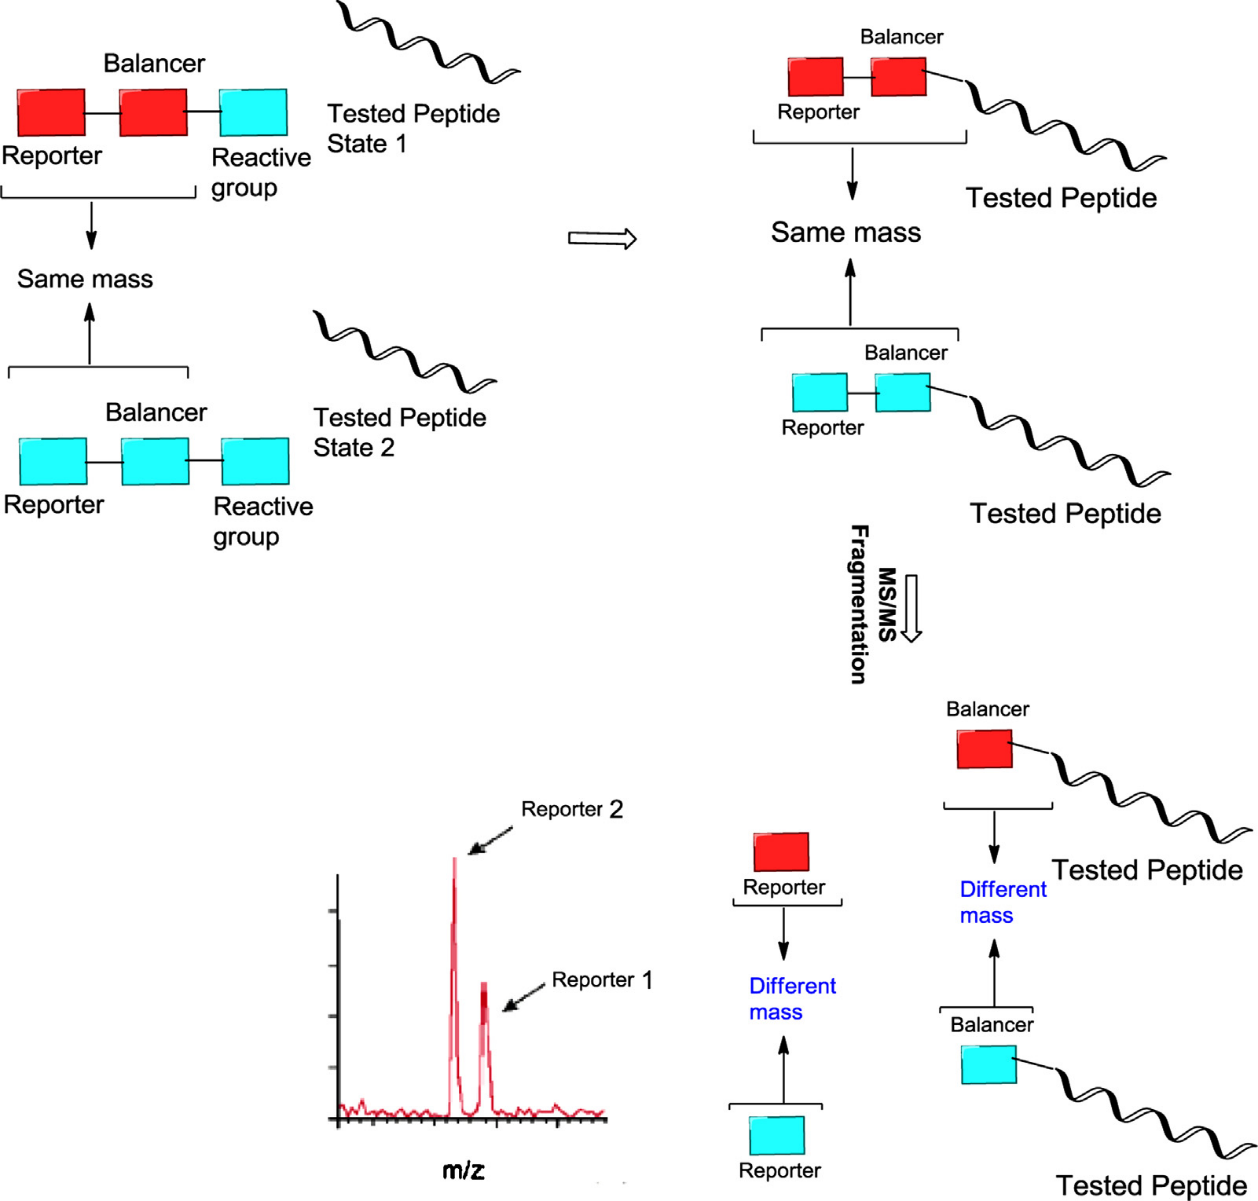 Balancer
Reporter
Reactive
group
Tested Peptide
State 1
Same mass
Balancer
Reporter
Reactive
group
Tested Peptide
State 2
Balancer
Reporter
Tested Peptide
Same mass
Balancer
Reporter
Tested Peptide
MS/MS
Fragmentation
Balancer
Tested Peptide
Different
mass
Balancer
Tested Peptide
Reporter
Different
mass
Reporter
Reporter 2
Reporter 1
m/z